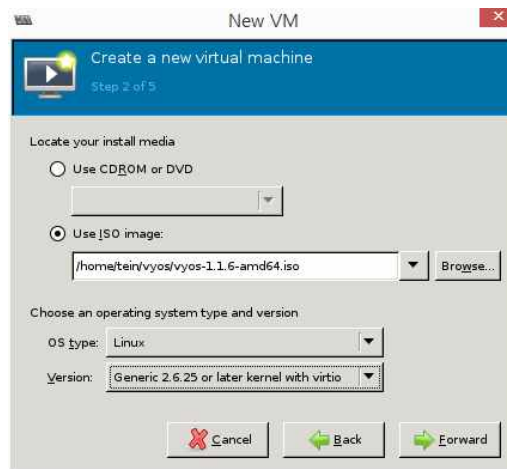 New VM
Create a new virtual machine
Step 2 of 5
Locate your install media
Use CDROM or DVD
Use ISO image:
/home/tein/vyos/vyos-1.1.6-amd64.iso
Browse...
Choose an operating system type and version
OS type: Linux
Version: Generic 2.6.25 or later kernel with virtio
Cancel Back Forward